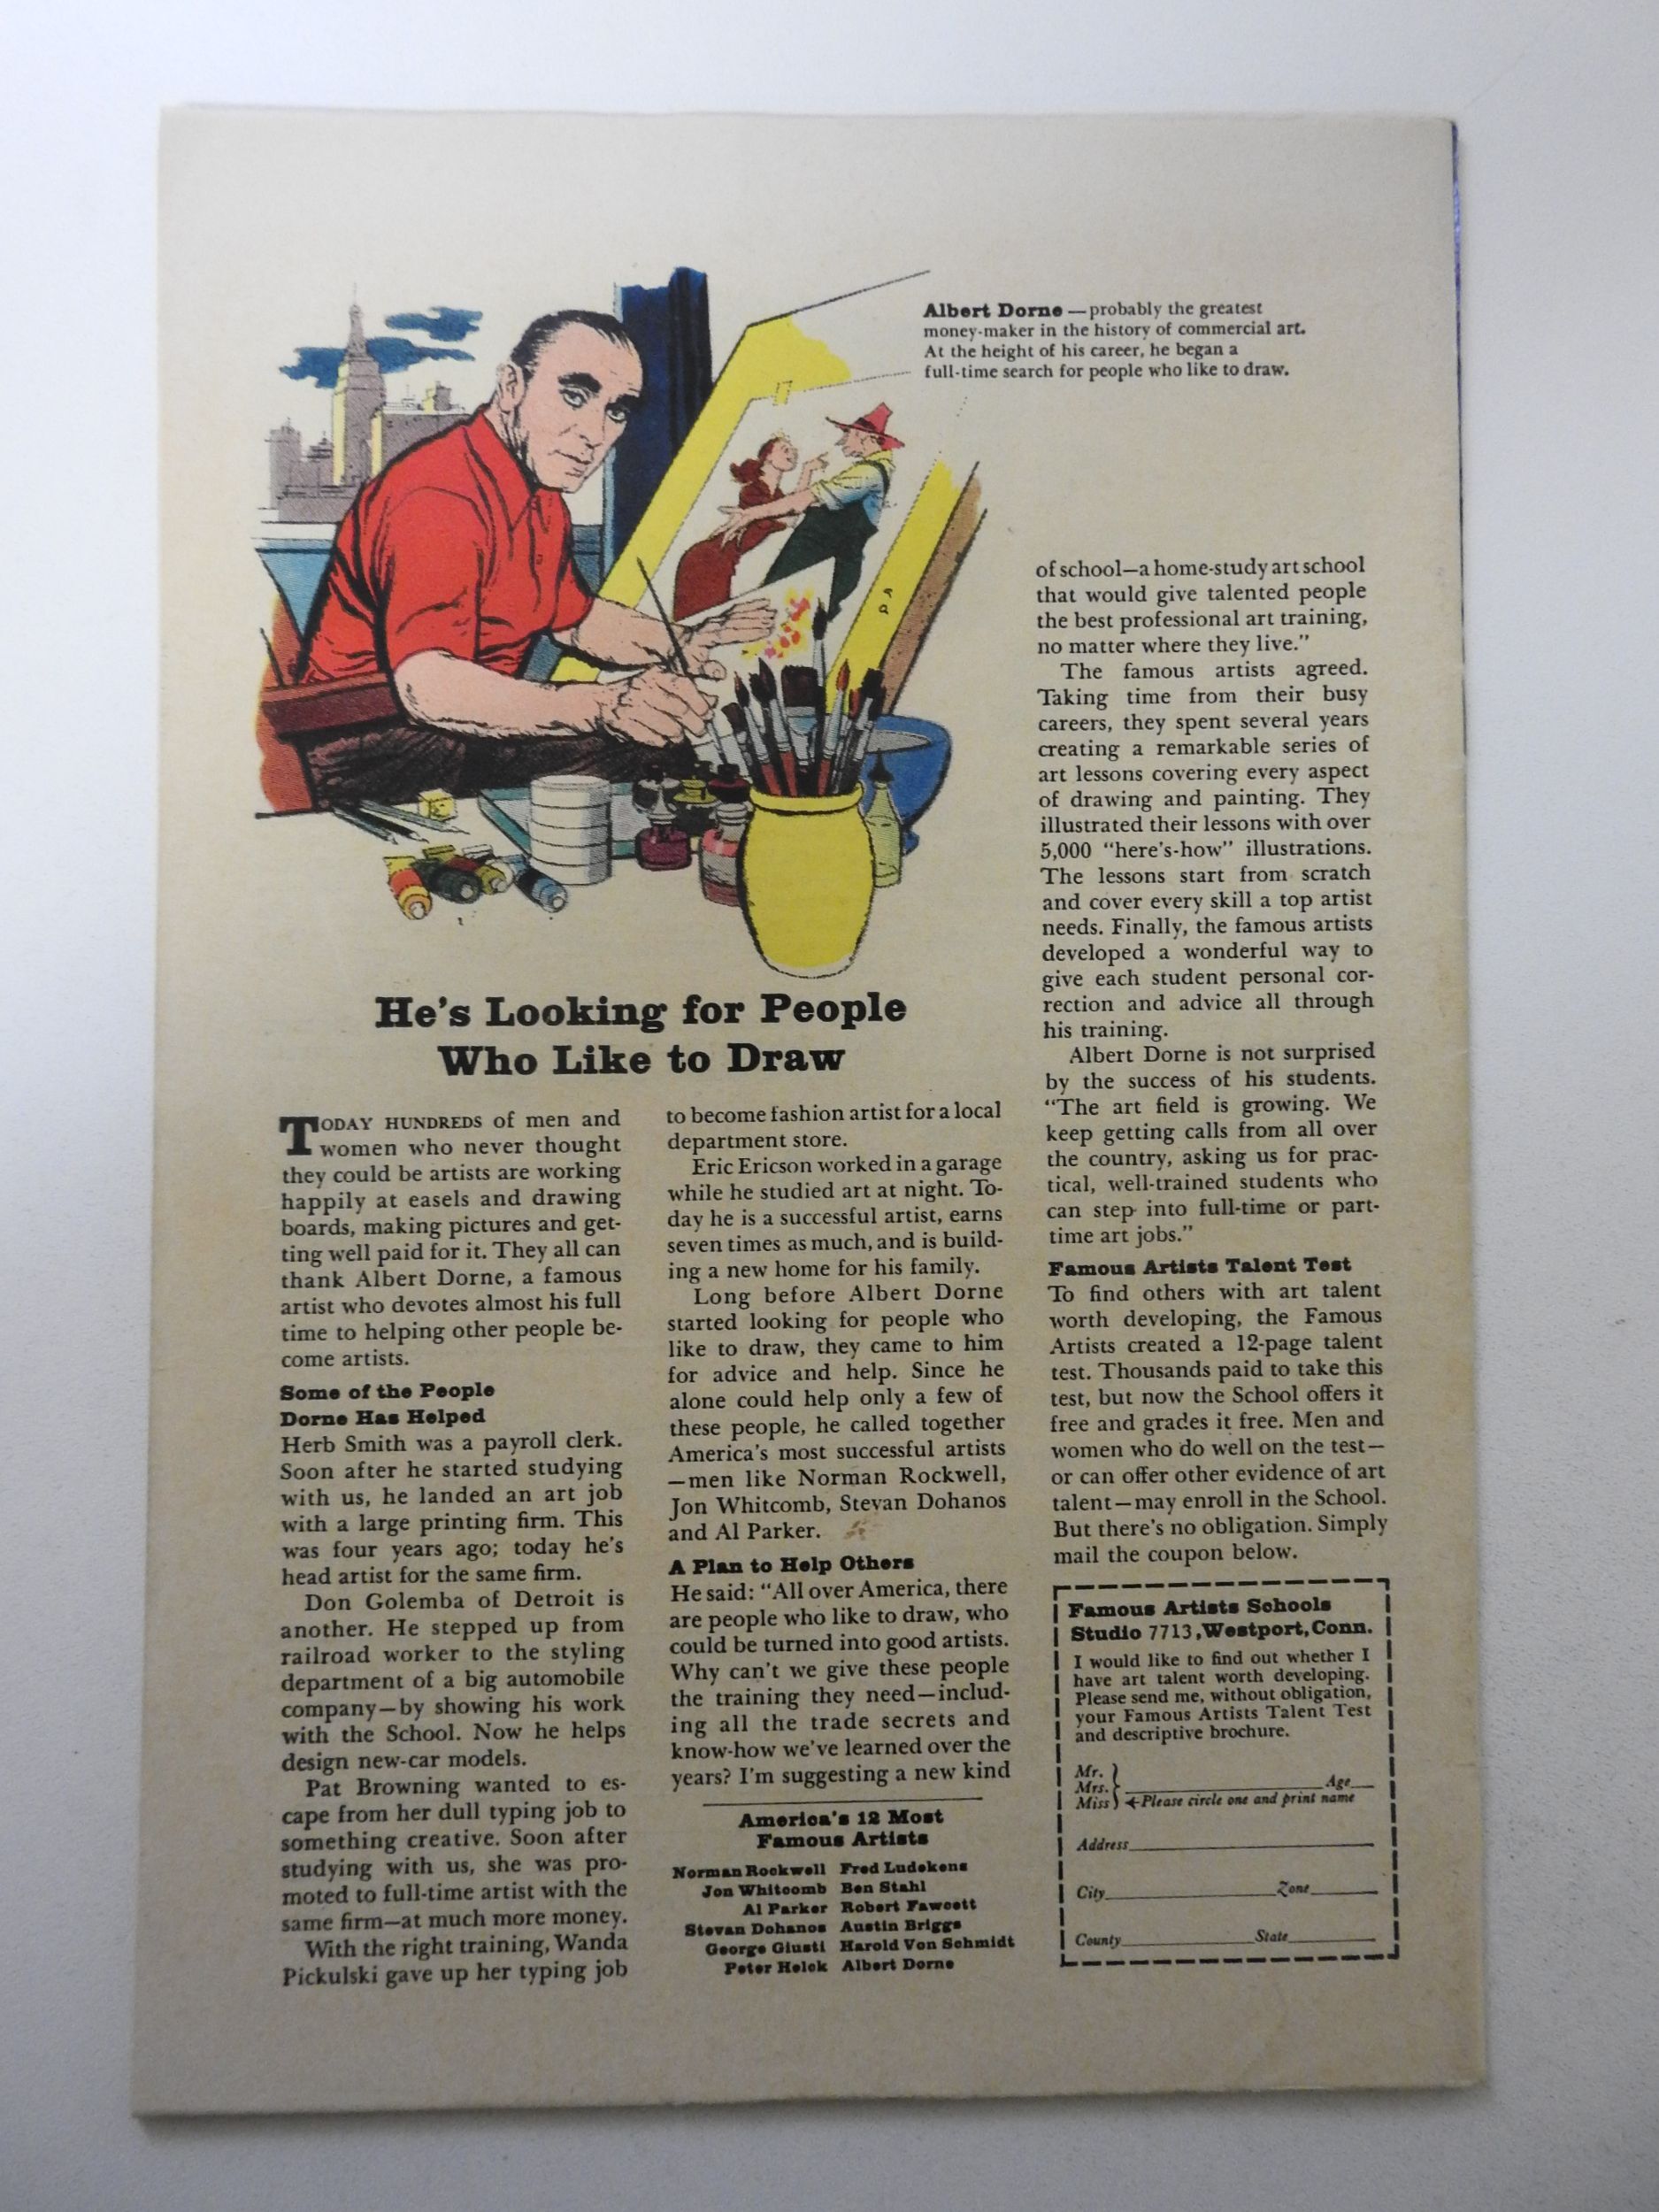 Albert Dorne — probably the greatest
money-maker in the history of commercial art.
At the height of his career, he began a
full-time search for people who like to draw.
He's Looking for People
Who Like to Draw
TODAY HUNDREDS of men and
women who never thought
they could be artists are working
happily at easels and drawing
boards, making pictures and get-
ting well paid for it. They all can
thank Albert Dorne, a famous
artist who devotes almost his full
time to helping other people be-
come artists.
Some of the People
Dorne Has Helped
Herb Smith was a payroll clerk.
Soon after he started studying
with us, he landed an art job
with a large printing firm. This
was four years ago; today he's
head artist for the same firm.
Don Golemba of Detroit is
another. He stepped up from
railroad worker to the styling
department of a big automobile
company—by showing his work
with the School. Now he helps
design new-car models.
Pat Browning wanted to es-
cape from her dull typing job to
something creative. Soon after
studying with us, she was pro-
moted to full-time artist with the
same firm—at much more money.
With the right training, Wanda
Pickulski gave up her typing job
to become fashion artist for a local
department store.
Eric Ericson worked in a garage
while he studied art at night. To-
day he is a successful artist, earns
seven times as much, and is build-
ing a new home for his family.
Long before Albert Dorne
started looking for people who
like to draw, they came to him
for advice and help. Since he
alone could help only a few of
these people, he called together
America's most successful artists
—men like Norman Rockwell,
Jon Whitcomb, Stevan Dohanos
and Al Parker.
A Plan to Help Others
He said: "All over America, there
are people who like to draw, who
could be turned into good artists.
Why can't we give these people
the training they need—includ-
ing all the trade secrets and
know-how we've learned over the
years? I'm suggesting a new kind
America's 12 Most
Famous Artists
Norman Rockwell Fred Ludekens
Jon Whitcomb Ben Stahl
Al Parker Robert Fawcett
Stevan Dohanos Austin Briggs
George Giusti Harold Von Schmidt
Peter Helck Albert Dorne
of school—a home-study art school
that would give talented people
the best professional art training,
no matter where they live."
The famous artists agreed.
Taking time from their busy
careers, they spent several years
creating a remarkable series of
art lessons covering every aspect
of drawing and painting. They
illustrated their lessons with over
5,000 "here's-how" illustrations.
The lessons start from scratch
and cover every skill a top artist
needs. Finally, the famous artists
developed a wonderful way to
give each student personal cor-
rection and advice all through
his training.
Albert Dorne is not surprised
by the success of his students.
"The art field is growing. We
keep getting calls from all over
the country, asking us for prac-
tical, well-trained students who
can step into full-time or part-
time art jobs."
Famous Artists Talent Test
To find others with art talent
worth developing, the Famous
Artists created a 12-page talent
test. Thousands paid to take this
test, but now the School offers it
free and grades it free. Men and
women who do well on the test—
or can offer other evidence of art
talent—may enroll in the School.
But there's no obligation. Simply
mail the coupon below.
Famous Artists Schools
Studio 7713, Westport, Conn.
I would like to find out whether I
have art talent worth developing.
Please send me, without obligation,
your Famous Artists Talent Test
and descriptive brochure.
Mr.
Mrs. Age
Miss ←Please circle one and print name
Address
City Zone
County State